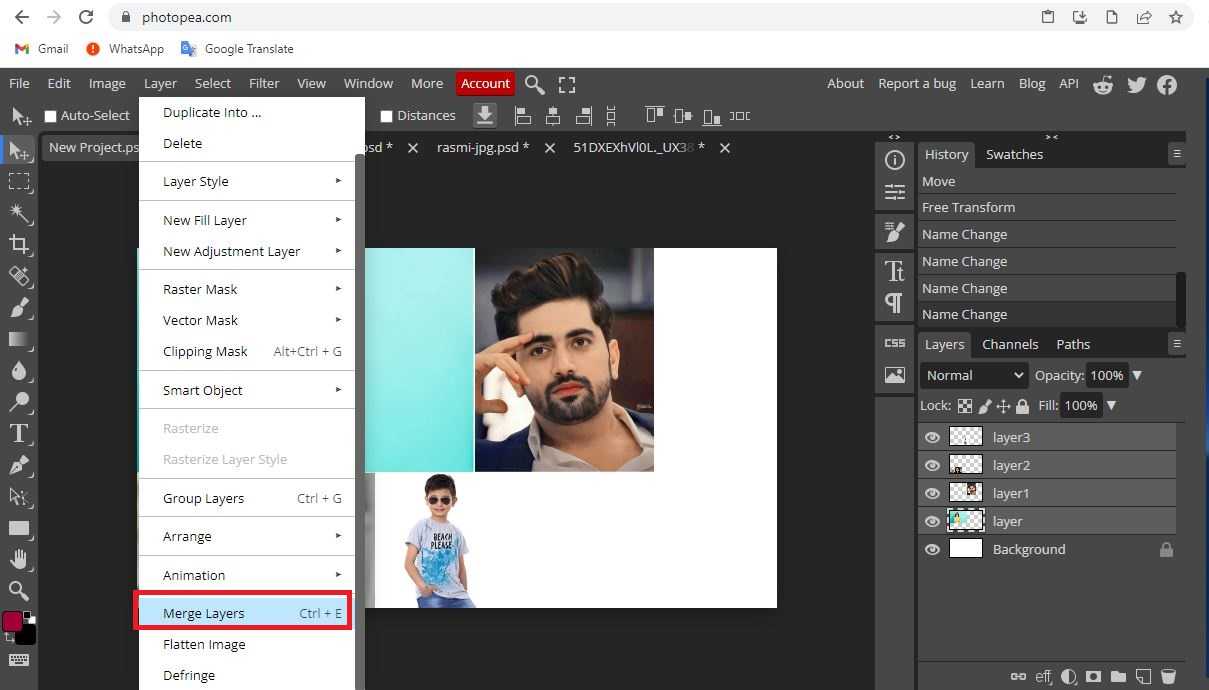 photopea.com
Gmail WhatsApp Google Translate
File Edit Image Layer Select Filter View Window More Account About Report a bug Learn Blog API
Auto-Select Distances
New Project.ps sd * rasmi-jpg.psd * 51DXEXhVl0L._UX38 *
Duplicate Into ...
Delete
Layer Style
New Fill Layer
New Adjustment Layer
Raster Mask
Vector Mask
Clipping Mask Alt+Ctrl + G
Smart Object
Rasterize
Rasterize Layer Style
Group Layers Ctrl + G
Arrange
Animation
Merge Layers Ctrl + E
Flatten Image
Defringe
BEACH
PLEASE
< > > <
History Swatches
Move
Free Transform
Name Change
Name Change
Name Change
Name Change
CSS
Layers Channels Paths
Normal Opacity: 100%
Lock: Fill: 100%
layer3
layer2
layer1
layer
Background
eff